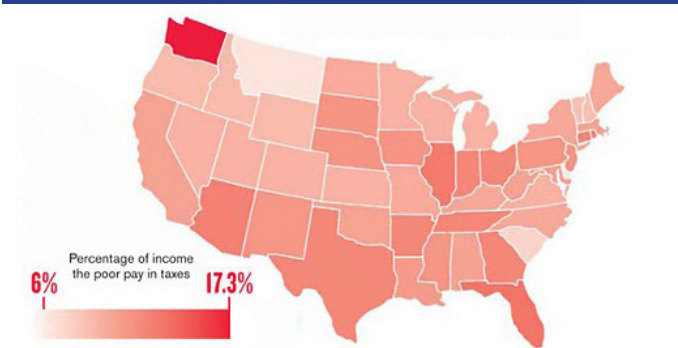 Percentage of income
the poor pay in taxes
6%
17.3%